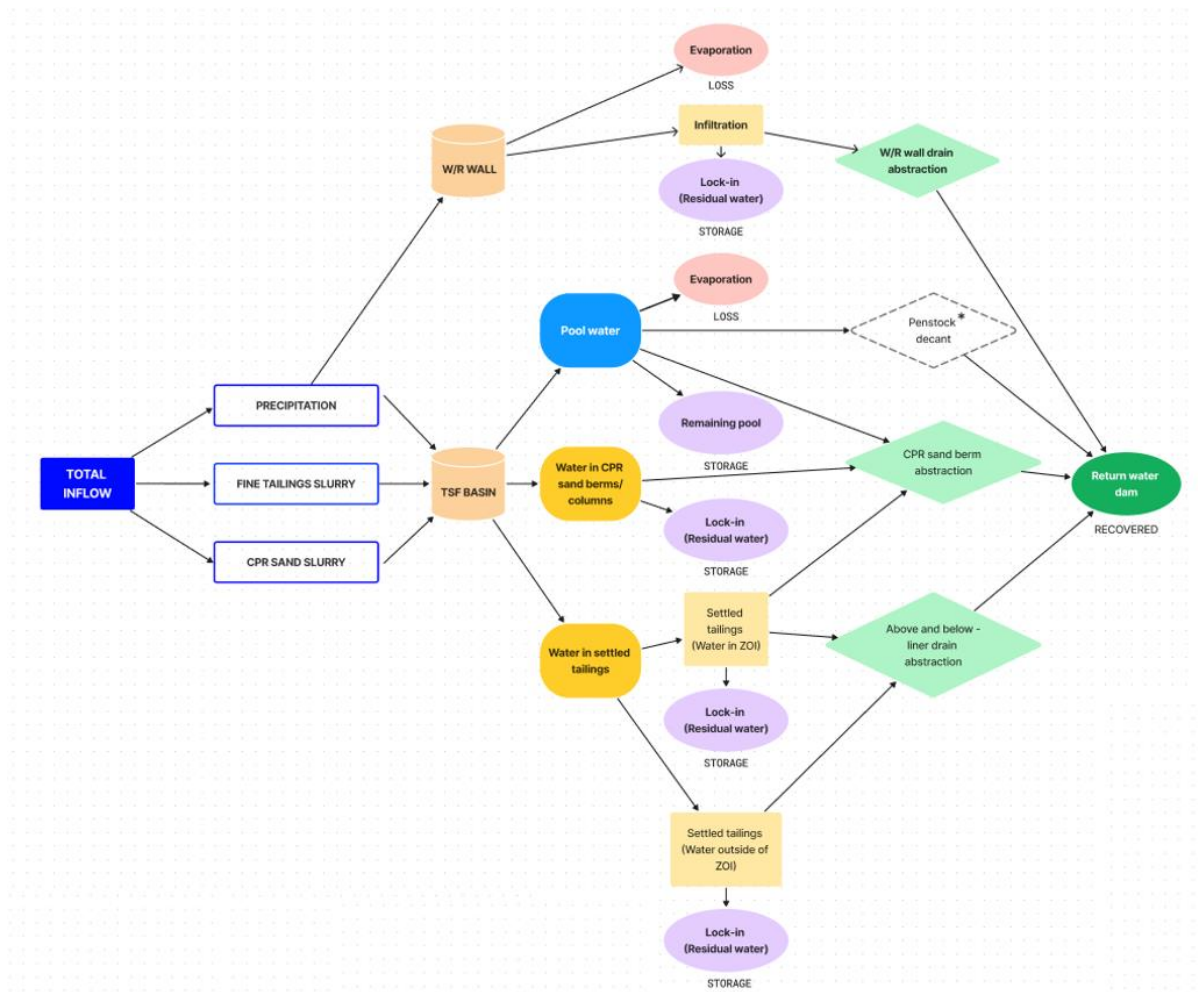 Evaporation
LOSS
Infiltration
W/R WALL
W/R wall drain
abstraction
Lock-in
(Residual water)
STORAGE
Evaporation
LOSS
Pool water
Penstock*
decant
PRECIPITATION
Remaining pool
STORAGE
CPR sand berm
abstraction
TOTAL
INFLOW
FINE TAILINGS SLURRY
TSF BASIN
Water in CPR
sand berms/
columns
Return water
dam
RECOVERED
Lock-in
(Residual water)
STORAGE
CPR SAND SLURRY
Settled
tailings
(Water in ZOI)
Water in settled
tailings
Above and below -
liner drain
abstraction
Lock-in
(Residual water)
STORAGE
Settled tailings
(Water outside of
ZOI)
Lock-in
(Residual water)
STORAGE